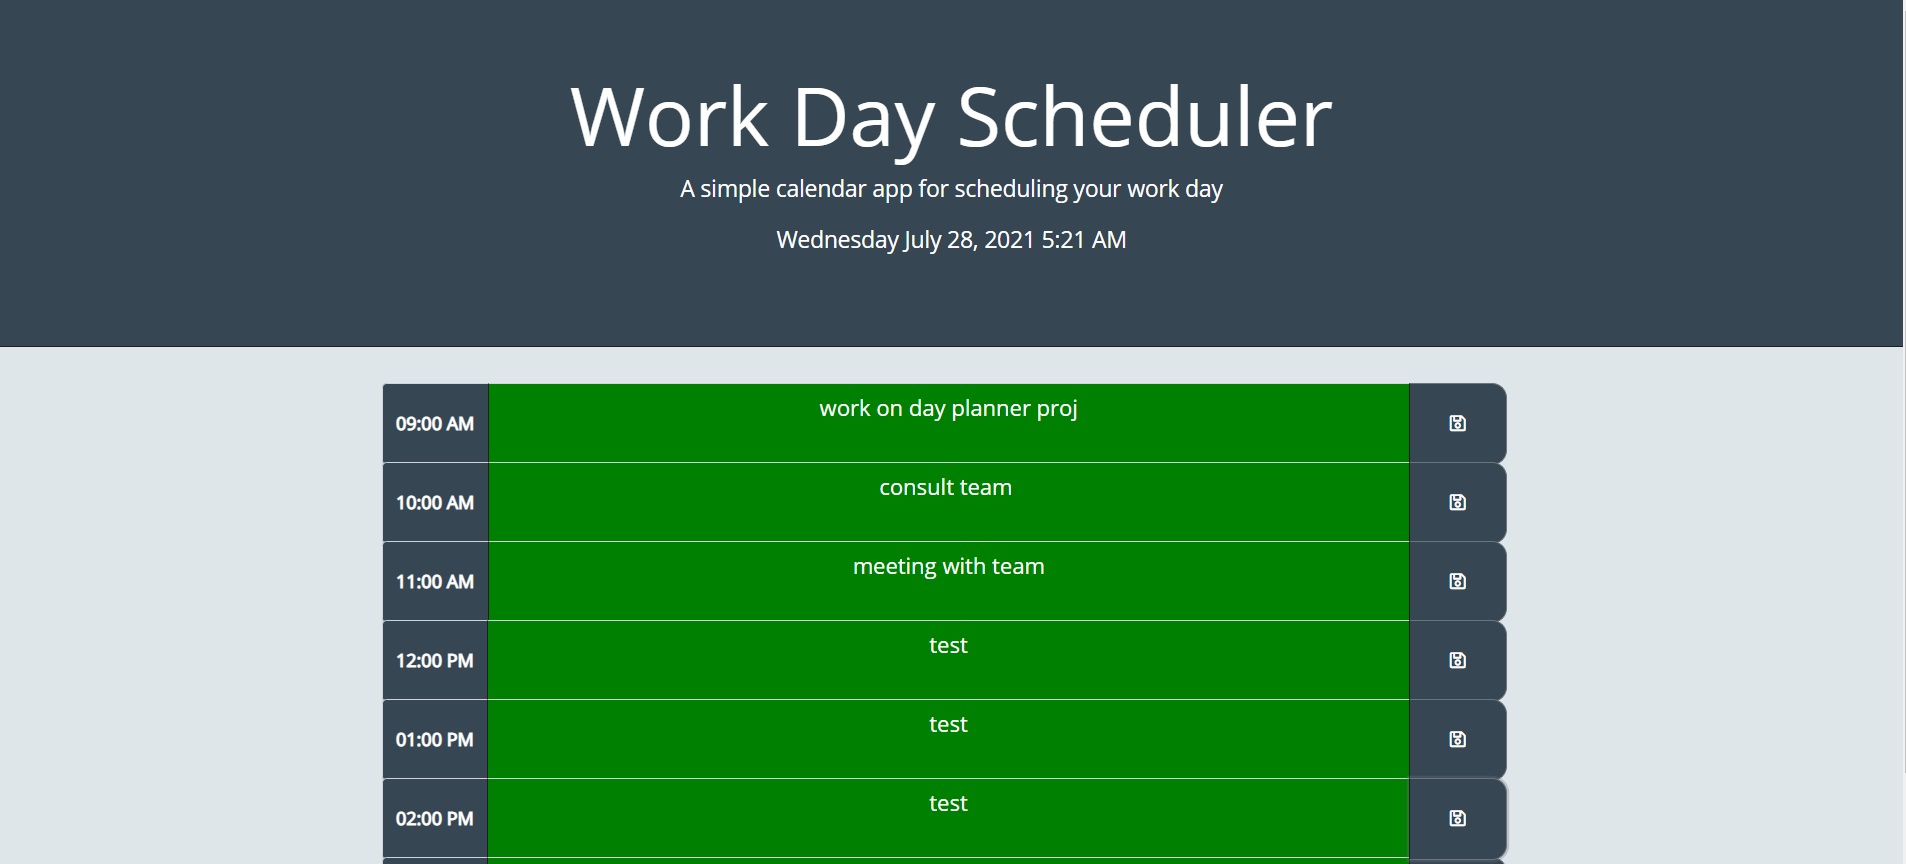 Work Day Scheduler
A simple calendar app for scheduling your work day
Wednesday July 28, 2021 5:21 AM
09:00 AM work on day planner proj
10:00 AM consult team
11:00 AM meeting with team
12:00 PM test
01:00 PM test
02:00 PM test